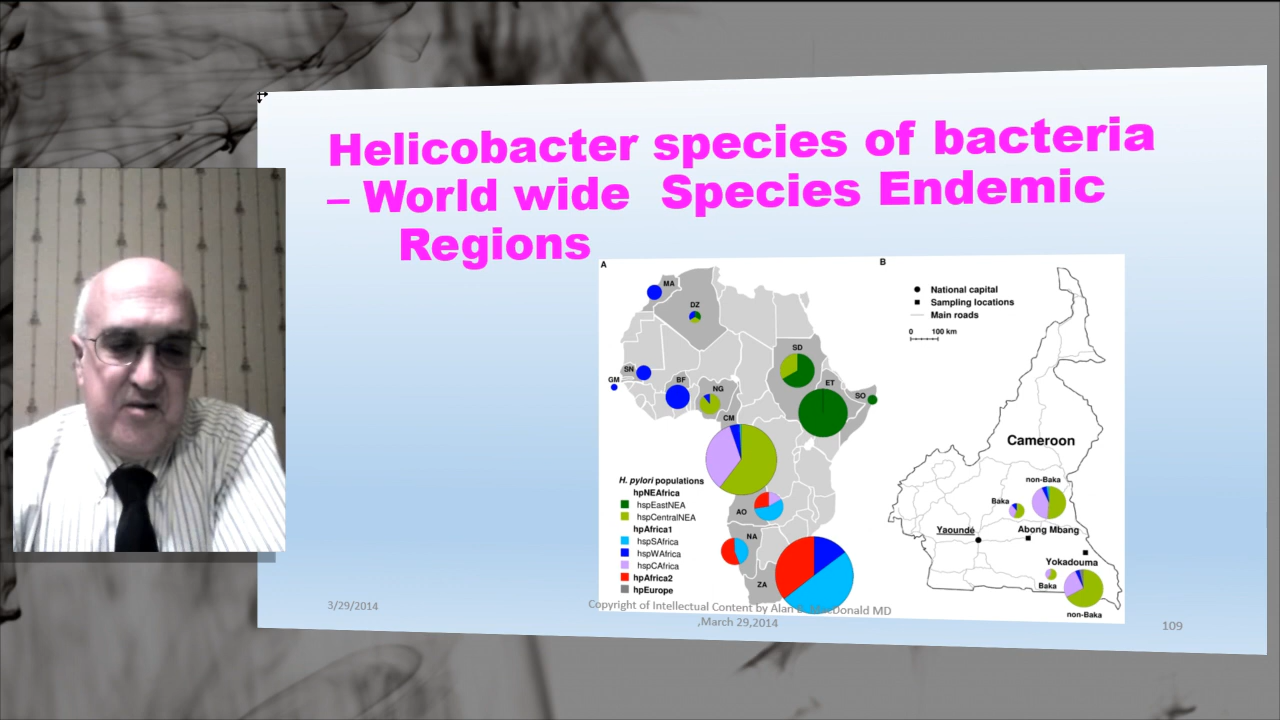 Helicobacter species of bacteria
– World wide Species Endemic
Regions
A
MA
DZ
SN
GM
BF
NG
CM
SD
ET
SO
AO
NA
ZA
H. pylori populations
hpNEAfrica
hspEastNEA
hspCentralNEA
hpAfrica1
hspSAfrica
hspWAfrica
hspCAfrica
hpAfrica2
hpEurope
B
National capital
Sampling locations
Main roads
0 100 km
Cameroon
non-Baka
Baka
Yaoundé
Abong Mbang
Yokadouma
Baka
non-Baka
3/29/2014
Copyright of Intellectual Content by Alan MacDonald MD
,March 29,2014
109